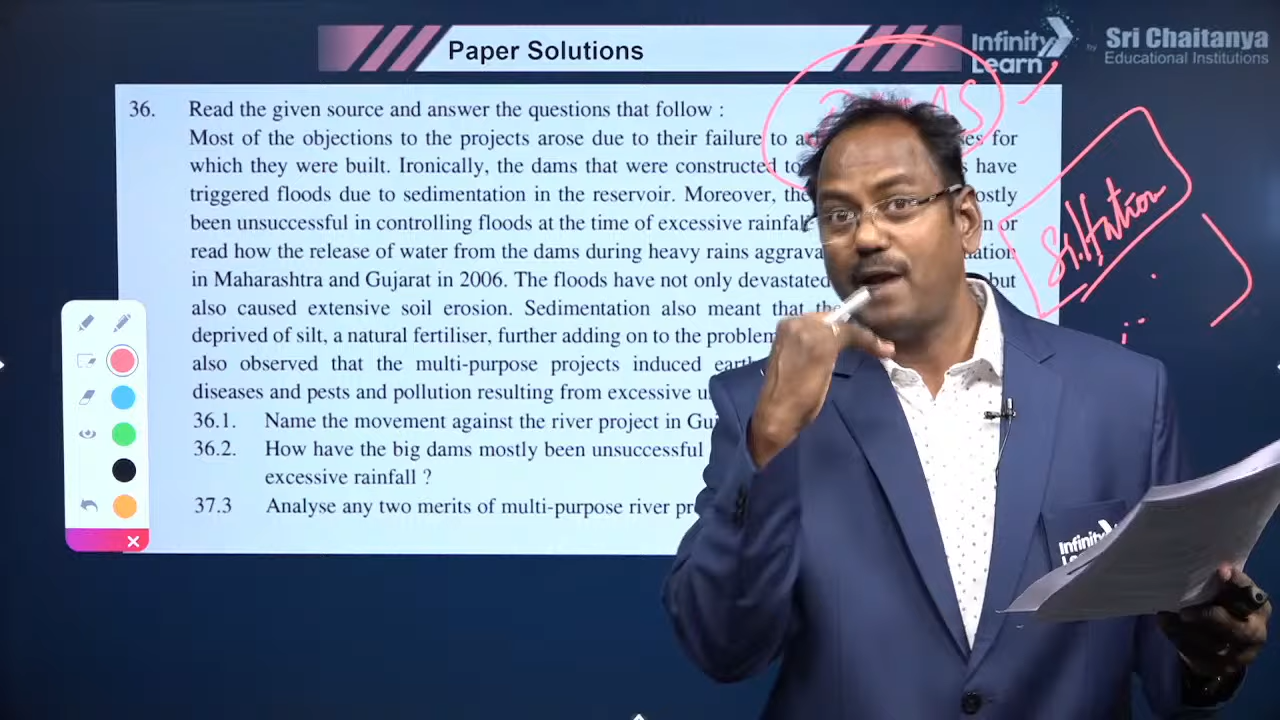 Paper Solutions
Infinity Learn by Sri Chaitanya Educational Institutions
36. Read the given source and answer the questions that follow :
Most of the objections to the projects arose due to their failure to for
which they were built. Ironically, the dams that were constructed to have
triggered floods due to sedimentation in the reservoir. Moreover,
been unsuccessful in controlling floods at the time of excessive or
read how the release of water from the dams during heavy rains
in Maharashtra and Gujarat in 2006. The floods have not only devastated but
also caused extensive soil erosion. Sedimentation also meant that
deprived of silt, a natural fertiliser, further adding on to the
also observed that the multi-purpose projects induced
diseases and pests and pollution resulting from excessive
36.1. Name the movement against the river project in
36.2. How have the big dams mostly been unsuccessful
excessive rainfall ?
37.3 Analyse any two merits of multi-purpose river
Siltation
Infinity